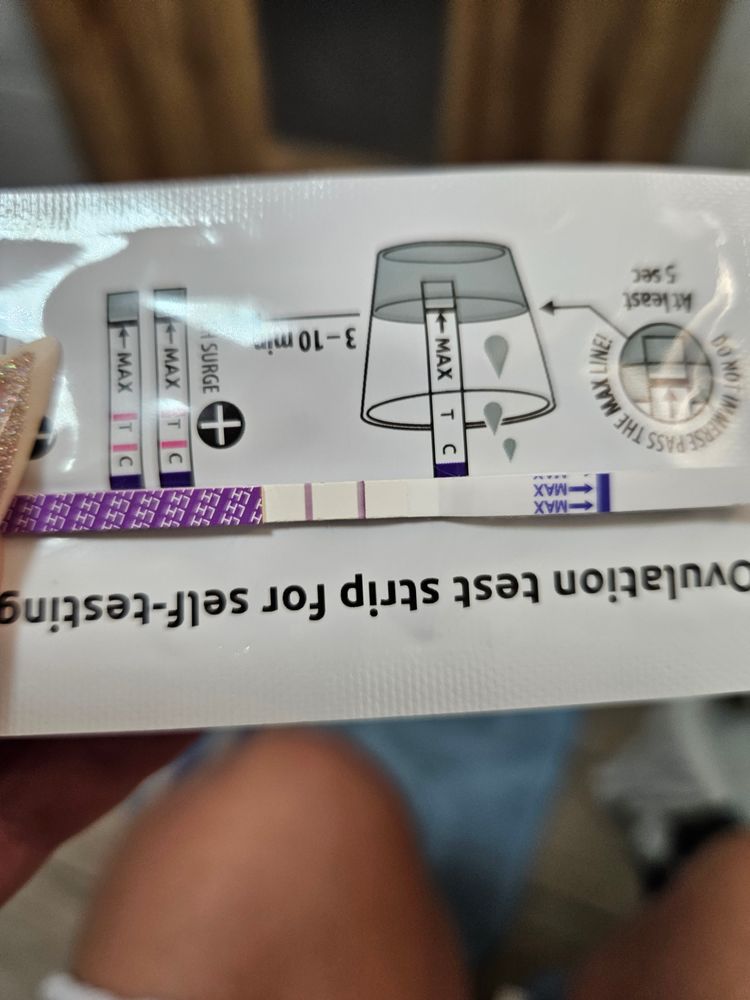 At least
5 sec
DO NOT IMMERSE PASS THE MAX LINE!
MAX
T
C
3-10 min
SURGE
MAX
T
C
MAX
T
C
MAX
MAX
Ovulation test strip for self-testing